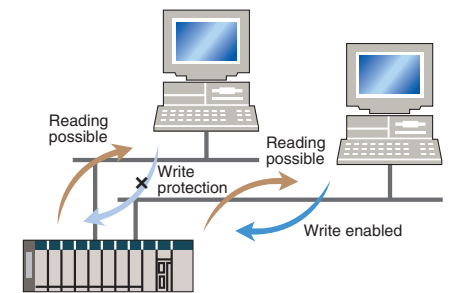 Reading
possible
Write
protection
Reading
possible
Write enabled